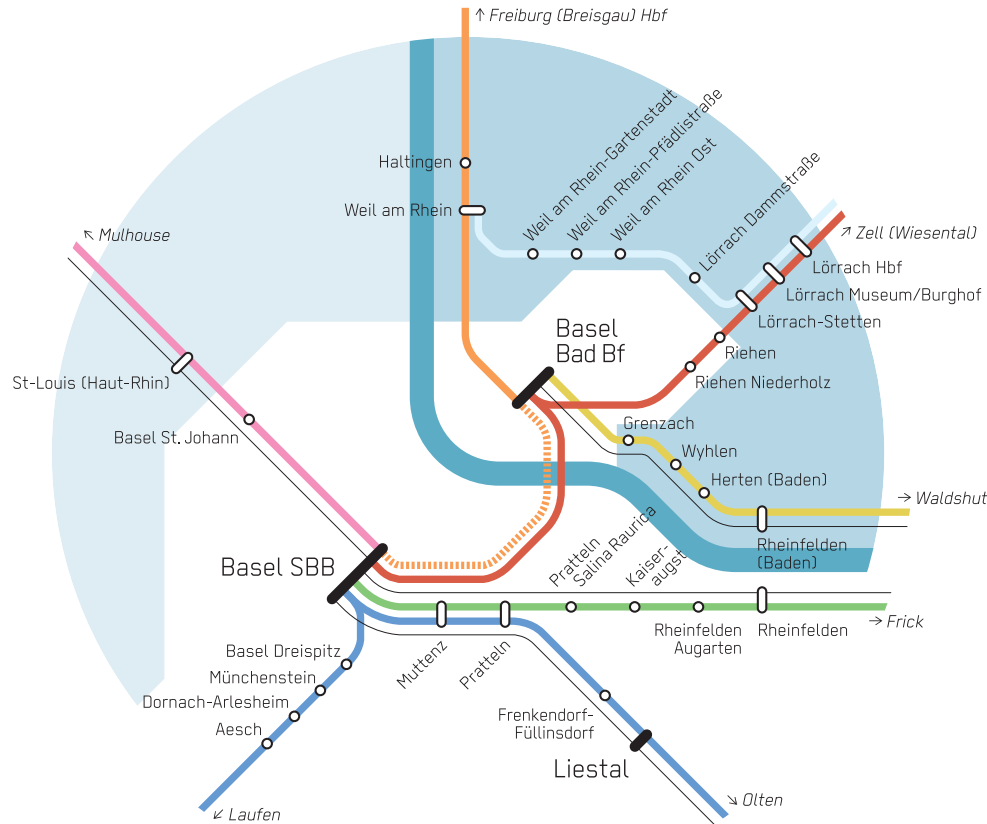 ↑ Freiburg (Breisgau) Hbf
Haltingen
Weil am Rhein
Weil am Rhein-Gartenstadt
Weil am Rhein-Pfädlistraße
Weil am Rhein Ost
Lörrach Dammstraße
↖ Mulhouse
↗ Zell (Wiesental)
Lörrach Hbf
Lörrach Museum/Burghof
Lörrach-Stetten
Riehen
Riehen Niederholz
Basel
Bad Bf
St-Louis (Haut-Rhin)
Basel St. Johann
Grenzach
Wyhlen
Herten (Baden)
→ Waldshut
Rheinfelden
(Baden)
Basel SBB
Pratteln
Salina Raurica
Kaiser-
augst
→ Frick
Rheinfelden
Augarten
Rheinfelden
Muttenz
Pratteln
Basel Dreispitz
Münchenstein
Dornach-Arlesheim
Aesch
Frenkendorf-
Füllinsdorf
Liestal
↙ Laufen
↘ Olten